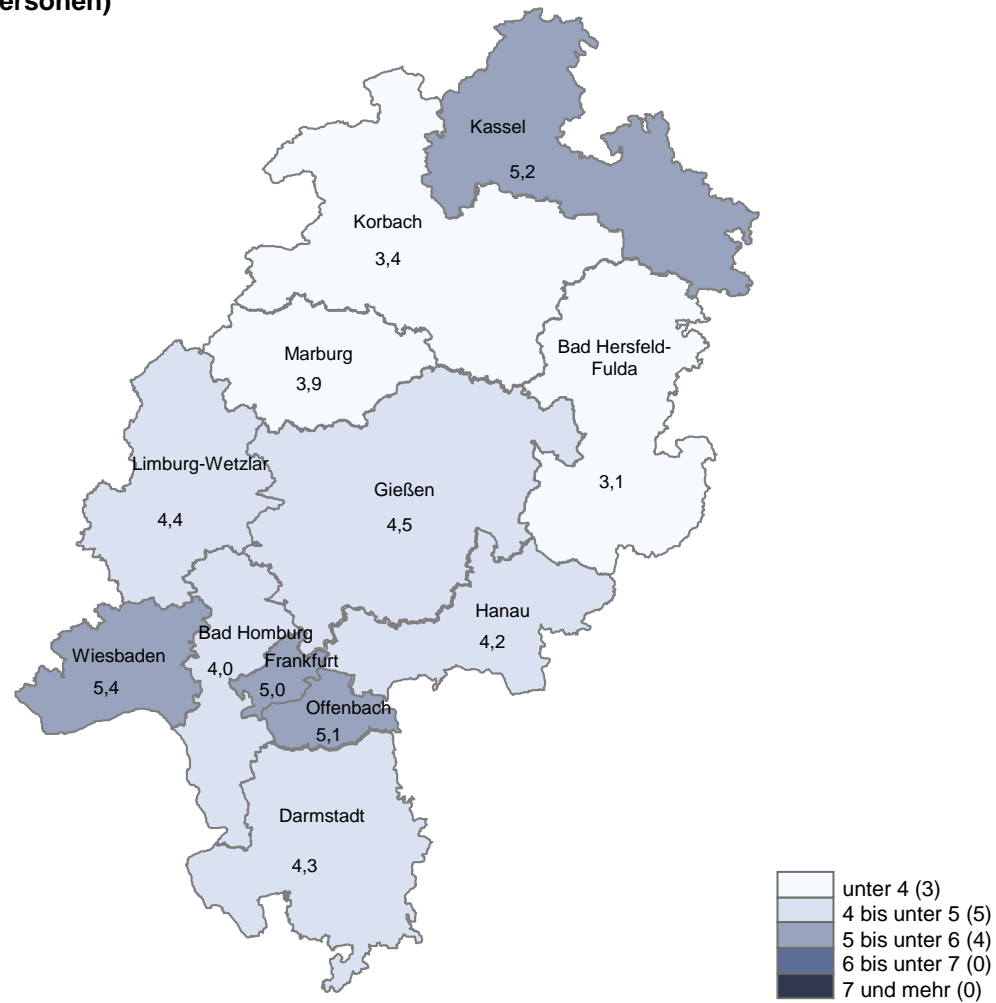 ersonen)
Kassel
5,2
Korbach
3,4
Marburg
3,9
Bad Hersfeld-
Fulda
3,1
Limburg-Wetzlar
4,4
Gießen
4,5
Hanau
4,2
Bad Homburg
4,0
Wiesbaden
5,4
Frankfurt
5,0
Offenbach
5,1
Darmstadt
4,3
unter 4 (3)
4 bis unter 5 (5)
5 bis unter 6 (4)
6 bis unter 7 (0)
7 und mehr (0)